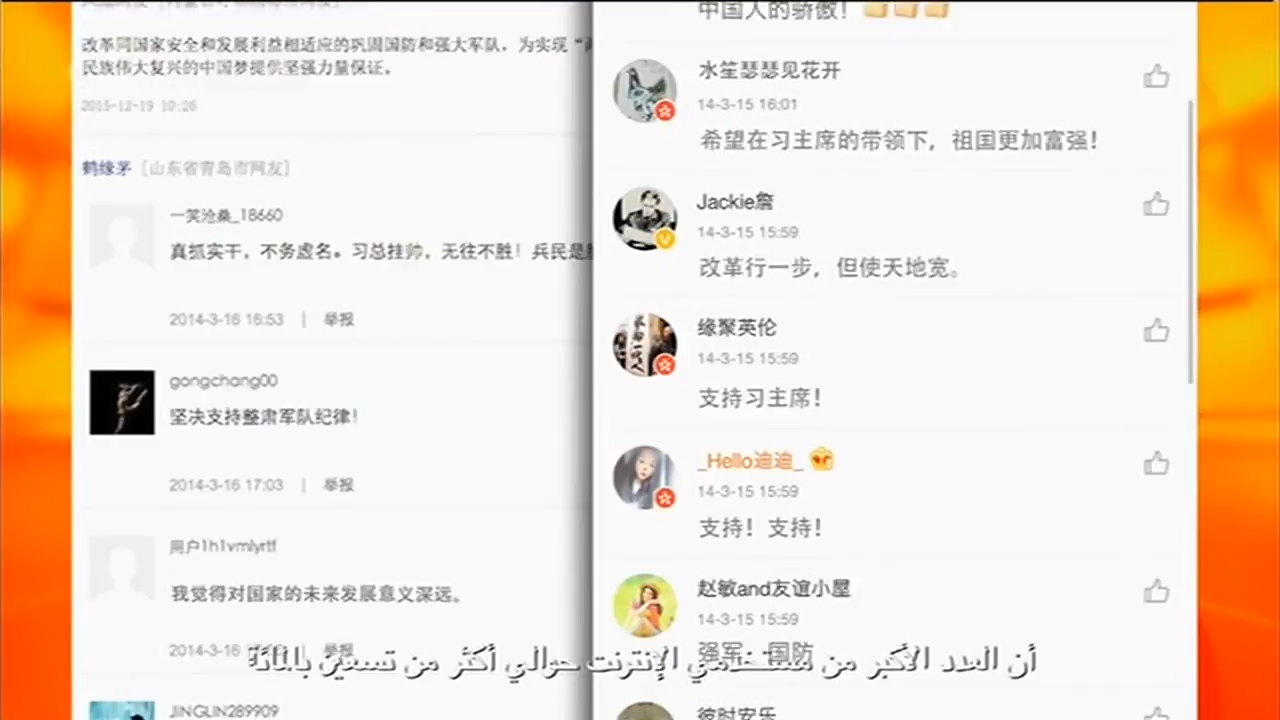 改革同国家安全和发展利益相适应的巩固国防和强大军队，为实现“
民族伟大复兴的中国梦提供坚强力量保证。
2015-12-19 10:26
鹤缘茅 [山东省青岛市网友]
一笑沧桑_18660
真抓实干，不务虚名。习总挂帅，无往不胜！兵民是
2014-3-16 16:53 | 举报
gongchang00
坚决支持整肃军队纪律！
2014-3-16 17:03 | 举报
用户1h1vmlyrtf
我觉得对国家的未来发展意义深远。
2014-3-16
举报
JINGLIN289909
中国人的骄傲！
水笙瑟瑟见花开
14-3-15 16:01
希望在习主席的带领下，祖国更加富强！
Jackie詹
14-3-15 15:59
改革行一步，但使天地宽。
缘聚英伦
14-3-15 15:59
支持习主席！
_Hello迪迪_
14-3-15 15:59
支持！支持！
赵敏and友谊小屋
14-3-15 15:59
强军 国防
彼时安乐
أن العدد الأكبر من مستخدمي الإنترنت حوالي أكثر من تسعين بالمائة